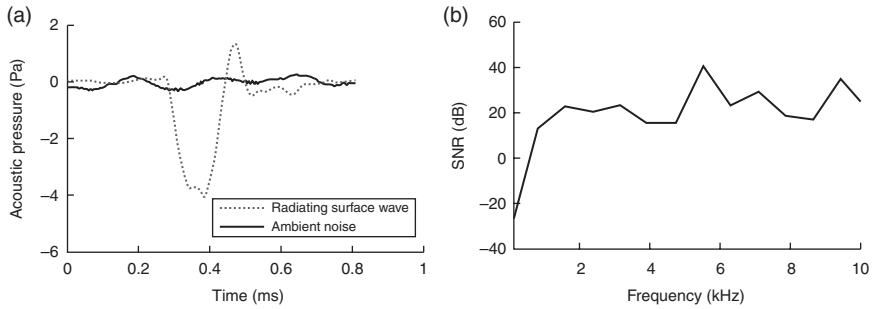 (a)
2
0
−2
−4
−6
Acoustic pressure (Pa)
0
0.2
0.4
0.6
0.8
1
Time (ms)
Radiating surface wave
Ambient noise
(b)
60
40
20
0
−20
−40
SNR (dB)
2
4
6
8
10
Frequency (kHz)